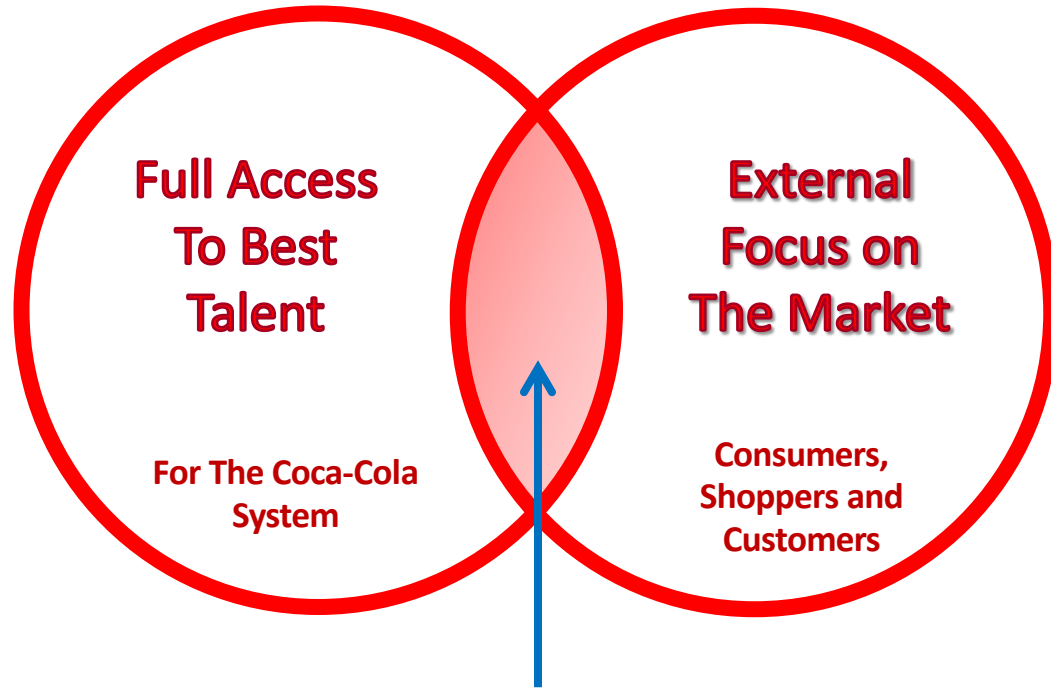 Full Access
To Best
Talent
For The Coca-Cola
System
External
Focus on
The Market
Consumers,
Shoppers and
Customers